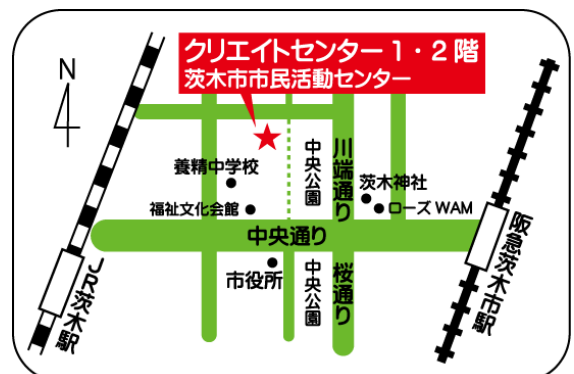 クリエイトセンター1・2階
茨木市市民活動センター
N
養精中学校
中央公園
川端通り
茨木神社
福祉文化会館
ローズWAM
中央通り
阪急茨木市駅
JR茨木駅
市役所
中央公園
桜通り